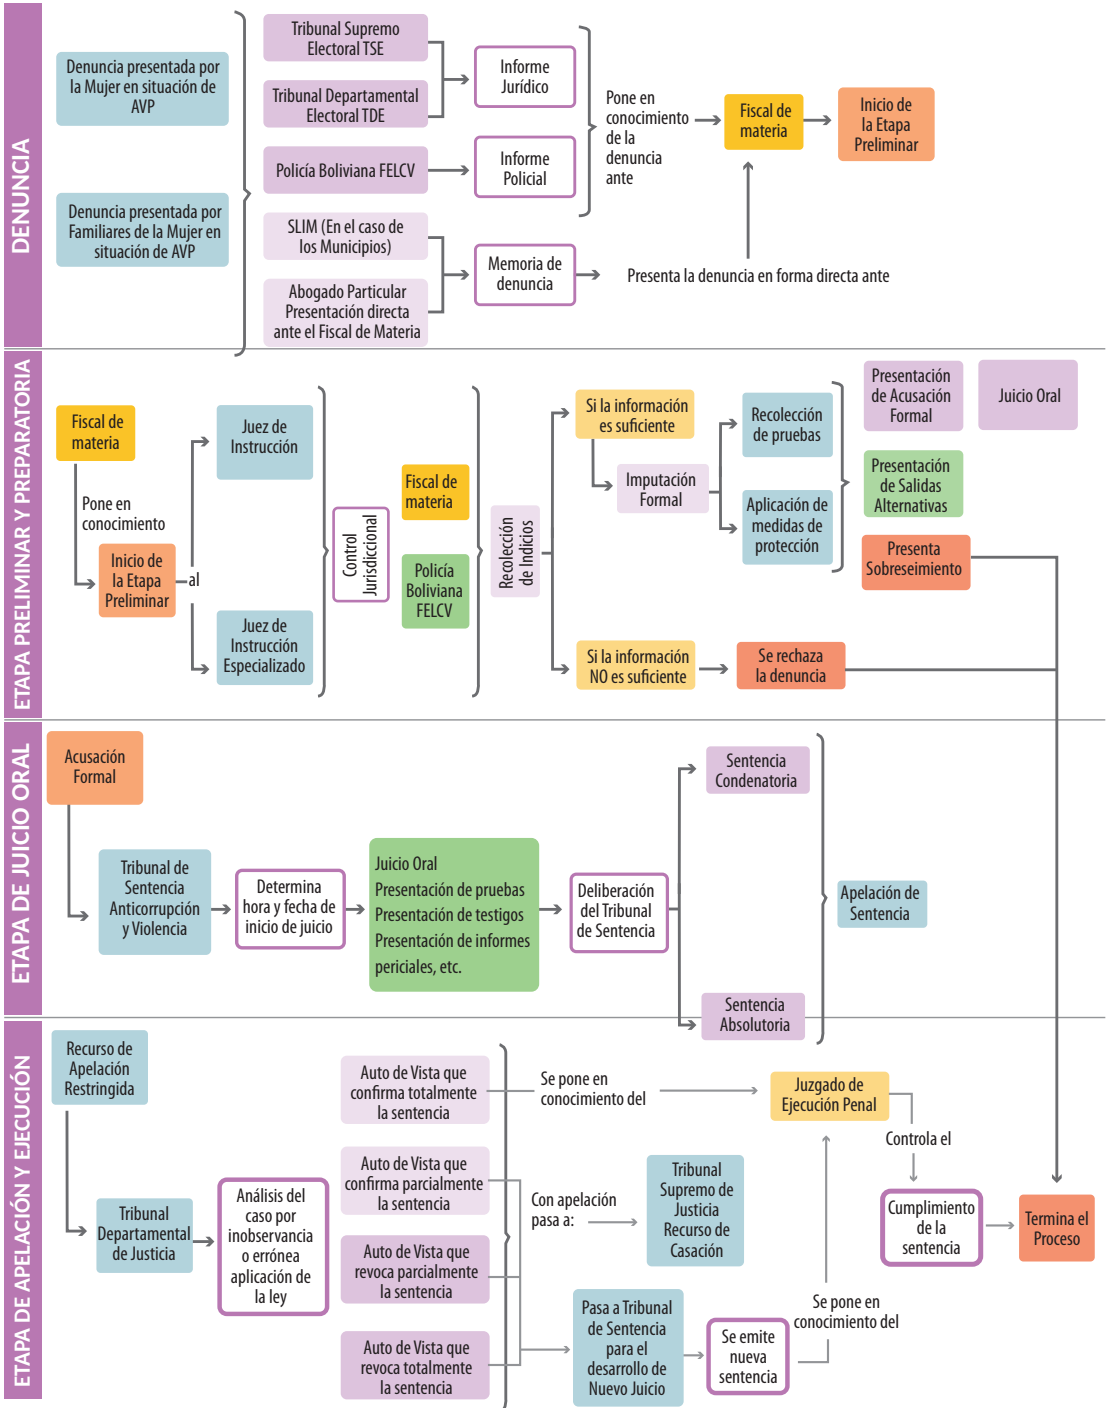 DENUNCIA
Denuncia presentada por
la Mujer en situación de
AVP
Denuncia presentada por
Familiares de la Mujer en
situación de AVP
Tribunal Supremo
Electoral TSE
Tribunal Departamental
Electoral TDE
Policía Boliviana FELCV
SLIM (En el caso de
los Municipios)
Abogado Particular
Presentación directa
ante el Fiscal de Materia
Informe
Jurídico
Informe
Policial
Memoria de
denuncia
Pone en
conocimiento
de la
denuncia
ante
Fiscal de
materia
Inicio de
la Etapa
Preliminar
Presenta la denuncia en forma directa ante
ETAPA PRELIMINAR Y PREPARATORIA
Fiscal de
materia
Pone en
conocimiento
Inicio de
la Etapa
Preliminar
al
Juez de
Instrucción
Juez de
Instrucción
Especializado
Control
Jurisdiccional
Fiscal de
materia
Policía
Boliviana
FELCV
Recolección
de Indicios
Si la información
es suficiente
Imputación
Formal
Recolección
de pruebas
Aplicación de
medidas de
protección
Presentación
de Acusación
Formal
Juicio Oral
Presentación
de Salidas
Alternativas
Presenta
Sobreseimiento
Si la información
NO es suficiente
Se rechaza
la denuncia
ETAPA DE JUICIO ORAL
Acusación
Formal
Tribunal de
Sentencia
Anticorrupción
y Violencia
Determina
hora y fecha de
inicio de juicio
Juicio Oral
Presentación de pruebas
Presentación de testigos
Presentación de informes
periciales, etc.
Deliberación
del Tribunal
de Sentencia
Sentencia
Condenatoria
Sentencia
Absolutoria
Apelación de
Sentencia
ETAPA DE APELACIÓN Y EJECUCIÓN
Recurso de
Apelación
Restringida
Tribunal
Departamental
de Justicia
Análisis del
caso por
inobservancia
o errónea
aplicación de
la ley
Auto de Vista que
confirma totalmente
la sentencia
Auto de Vista que
confirma parcialmente
la sentencia
Auto de Vista que
revoca parcialmente
la sentencia
Auto de Vista que
revoca totalmente
la sentencia
Se pone en
conocimiento del
Con apelación
pasa a:
Tribunal
Supremo de
Justicia
Recurso de
Casación
Pasa a Tribunal
de Sentencia
para el
desarrollo de
Nuevo Juicio
Se emite
nueva
sentencia
Se pone en
conocimiento del
Juzgado de
Ejecución Penal
Controla el
Cumplimiento
de la
sentencia
Termina el
Proceso